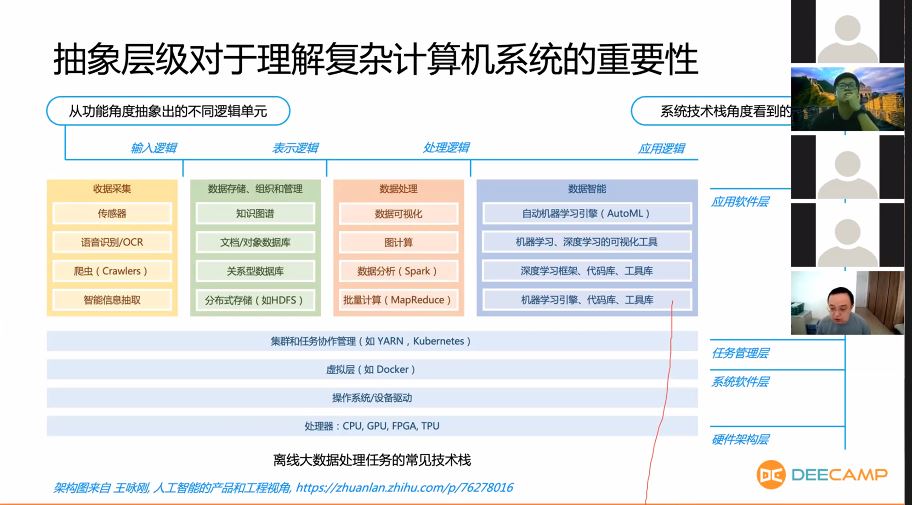 抽象层级对于理解复杂计算机系统的重要性
从功能角度抽象出的不同逻辑单元
系统技术栈角度看到的
输入逻辑
表示逻辑
处理逻辑
应用逻辑
收据采集
传感器
语音识别/OCR
爬虫（Crawlers）
智能信息抽取
数据存储、组织和管理
知识图谱
文档/对象数据库
关系型数据库
分布式存储（如HDFS）
数据处理
数据可视化
图计算
数据分析（Spark）
批量计算（MapReduce）
数据智能
自动机器学习引擎（AutoML）
机器学习、深度学习的可视化工具
深度学习框架、代码库、工具库
机器学习引擎、代码库、工具库
应用软件层
集群和任务协作管理（如 YARN，Kubernetes）
任务管理层
虚拟层（如 Docker）
系统软件层
操作系统/设备驱动
处理器：CPU, GPU, FPGA, TPU
硬件架构层
离线大数据处理任务的常见技术栈
架构图来自 王咏刚, 人工智能的产品和工程视角, https://zhuanlan.zhihu.com/p/76278016
DEECAMP